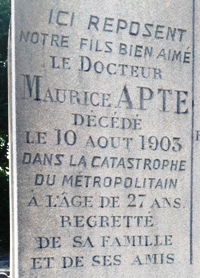 ICI REPOSENT
NOTRE FILS BIEN AIMÉ
LE DOCTEUR
MAURICE APTE
DÉCÉDÉ
LE 10 AOUT 1903
DANS LA CATASTROPHE
DU MÉTROPOLITAIN
À L'ÂGE DE 27 ANS
REGRETTÉ
DE SA FAMILLE
ET DE SES AMIS